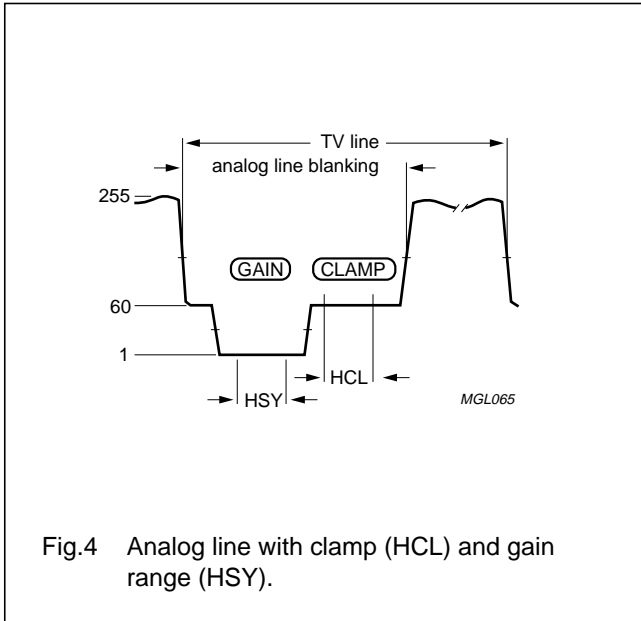 TV line
analog line blanking
255
GAIN CLAMP
60
1
HCL
HSY
MGL065
Fig.4 Analog line with clamp (HCL) and gain
range (HSY).